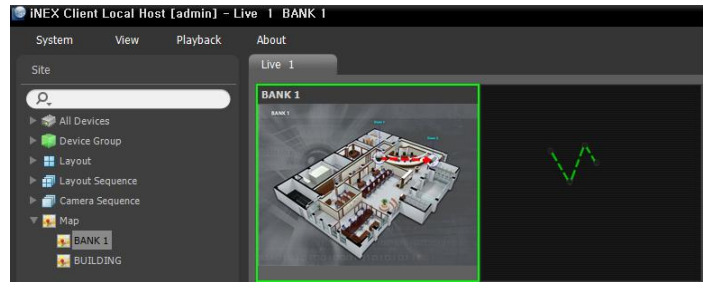 iNEX Client Local Host [admin] - Live 1 BANK 1
System View Playback About
Site
Live 1
All Devices
Device Group
Layout
Layout Sequence
Camera Sequence
Map
BANK 1
BUILDING
BANK 1
BANK 1